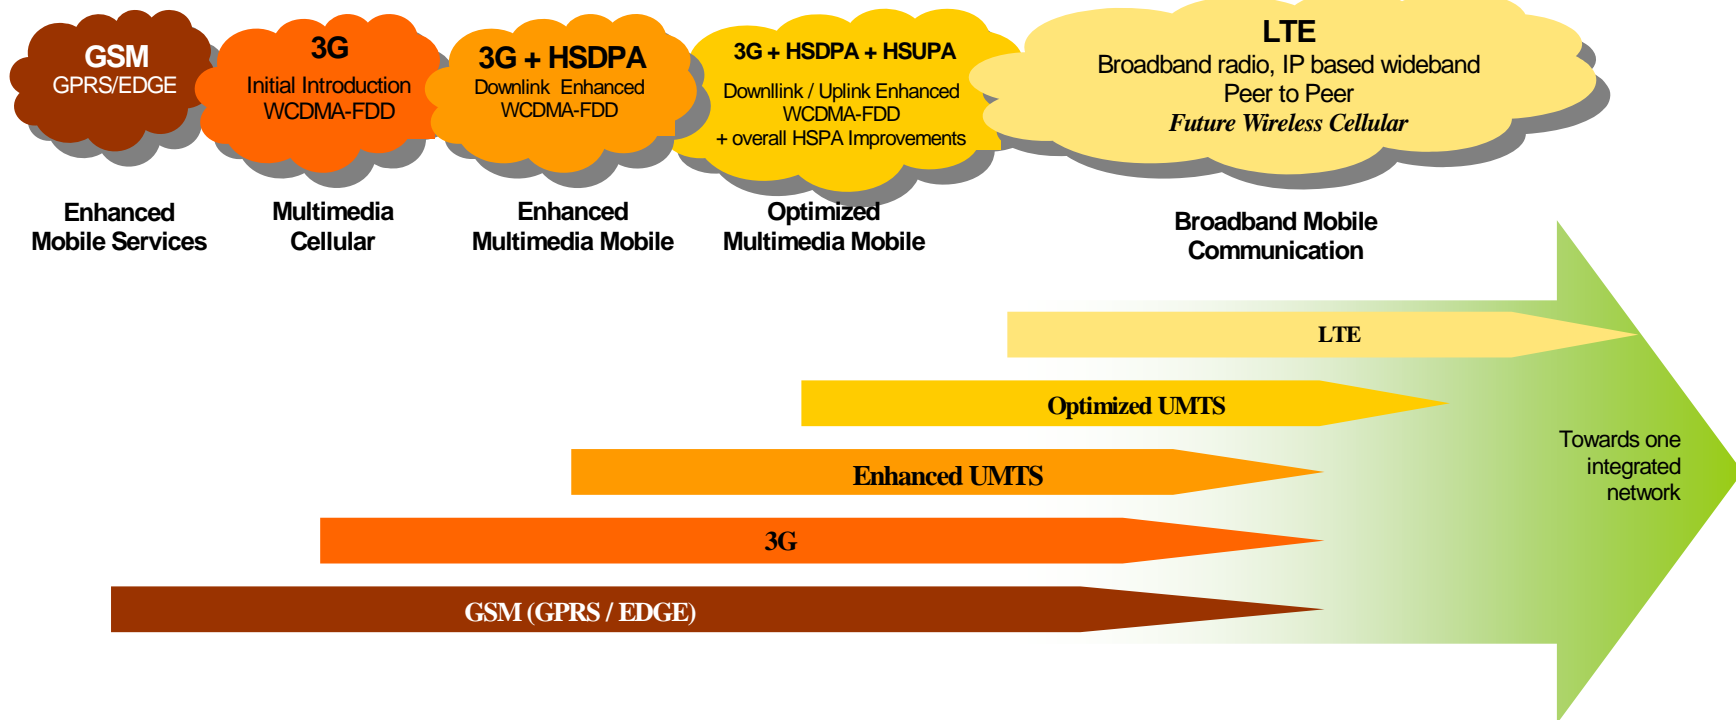 GSM
GPRS/EDGE
3G
Initial Introduction
WCDMA-FDD
3G + HSDPA
Downlink Enhanced
WCDMA-FDD
3G + HSDPA + HSUPA
Downllink / Uplink Enhanced
WCDMA-FDD
+ overall HSPA Improvements
LTE
Broadband radio, IP based wideband
Peer to Peer
Future Wireless Cellular
Enhanced
Mobile Services
Multimedia
Cellular
Enhanced
Multimedia Mobile
Optimized
Multimedia Mobile
Broadband Mobile
Communication
LTE
Optimized UMTS
Enhanced UMTS
3G
GSM (GPRS / EDGE)
Towards one
integrated
network